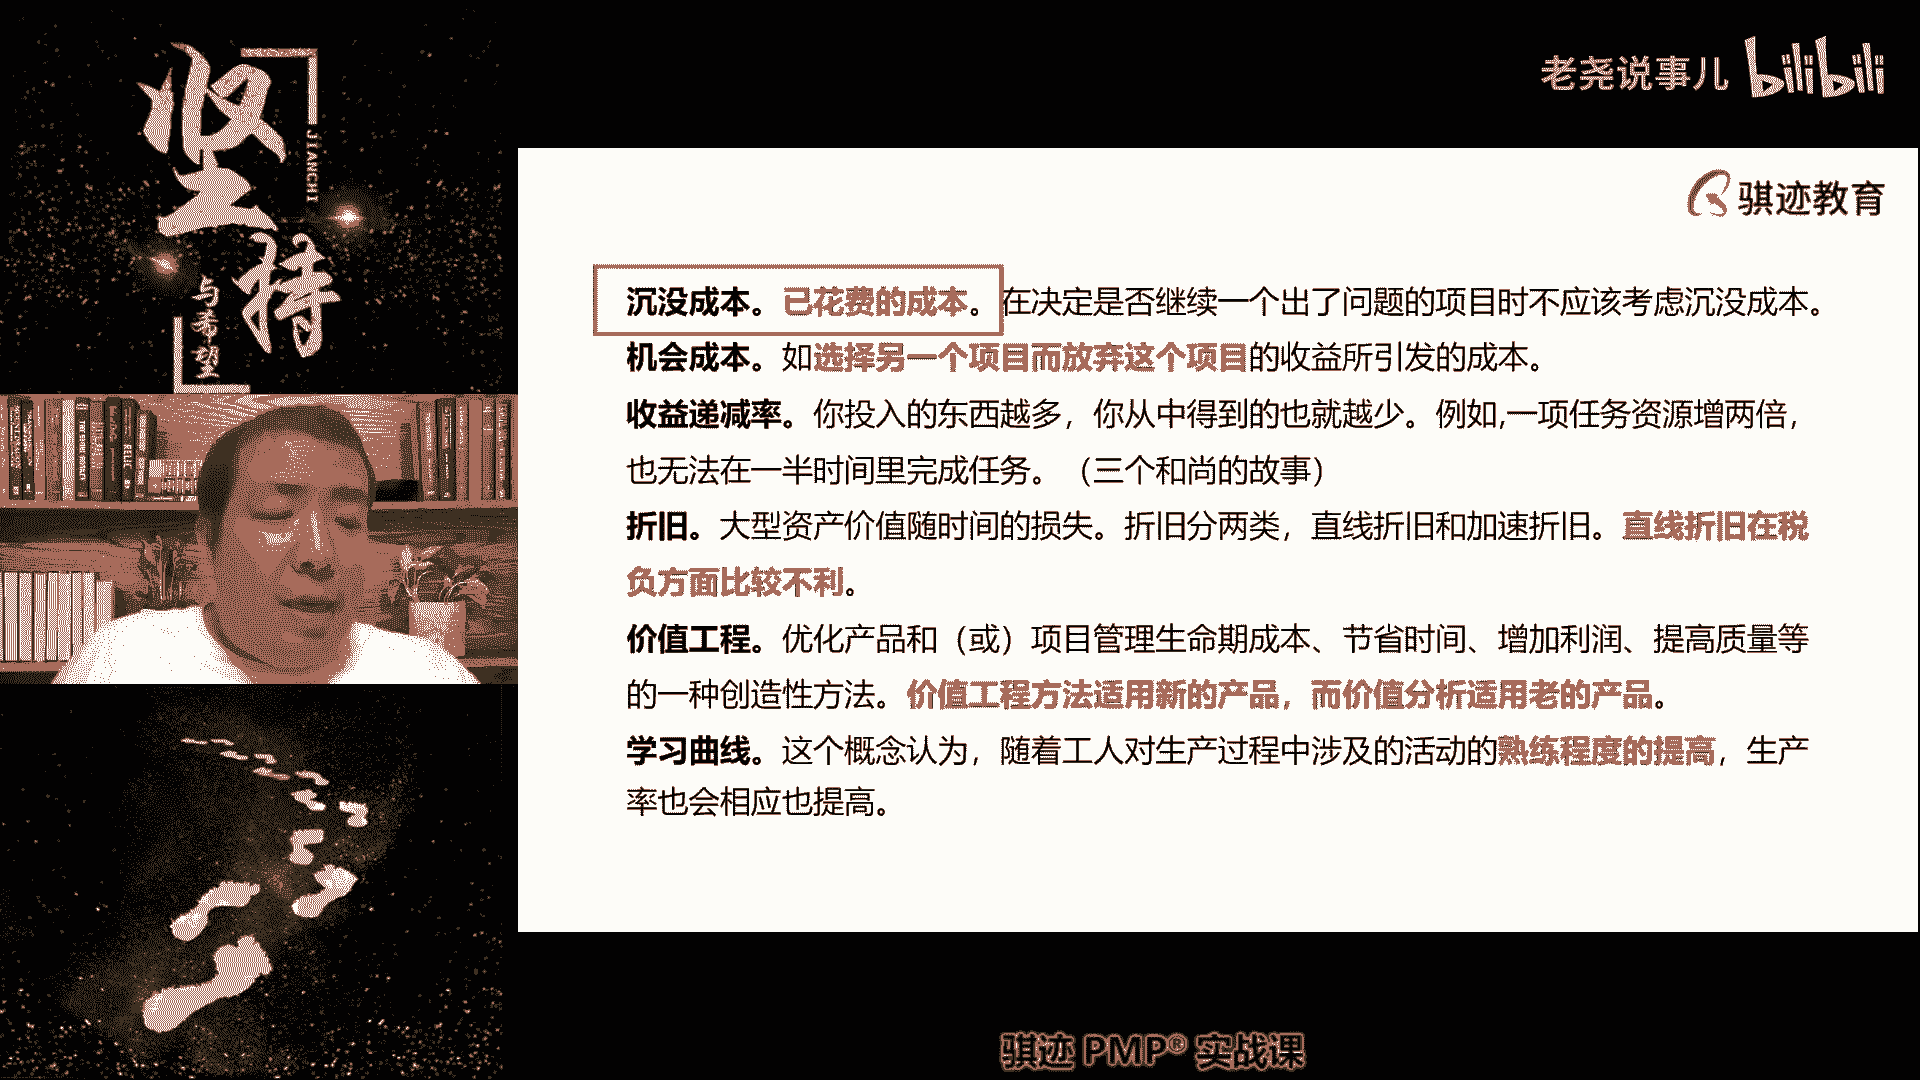 坚持
JIANCHI
与希望
老尧说事儿 bilibili
骐迹教育
沉没成本。已花费的成本。在决定是否继续一个出了问题的项目时不应该考虑沉没成本。
机会成本。如选择另一个项目而放弃这个项目的收益所引发的成本。
收益递减率。你投入的东西越多，你从中得到的也就越少。例如,一项任务资源增两倍，
也无法在一半时间里完成任务。（三个和尚的故事）
折旧。大型资产价值随时间的损失。折旧分两类，直线折旧和加速折旧。直线折旧在税
负方面比较不利。
价值工程。优化产品和（或）项目管理生命期成本、节省时间、增加利润、提高质量等
的一种创造性方法。价值工程方法适用新的产品，而价值分析适用老的产品。
学习曲线。这个概念认为，随着工人对生产过程中涉及的活动的熟练程度的提高，生产
率也会相应也提高。
骐迹 PMP® 实战课